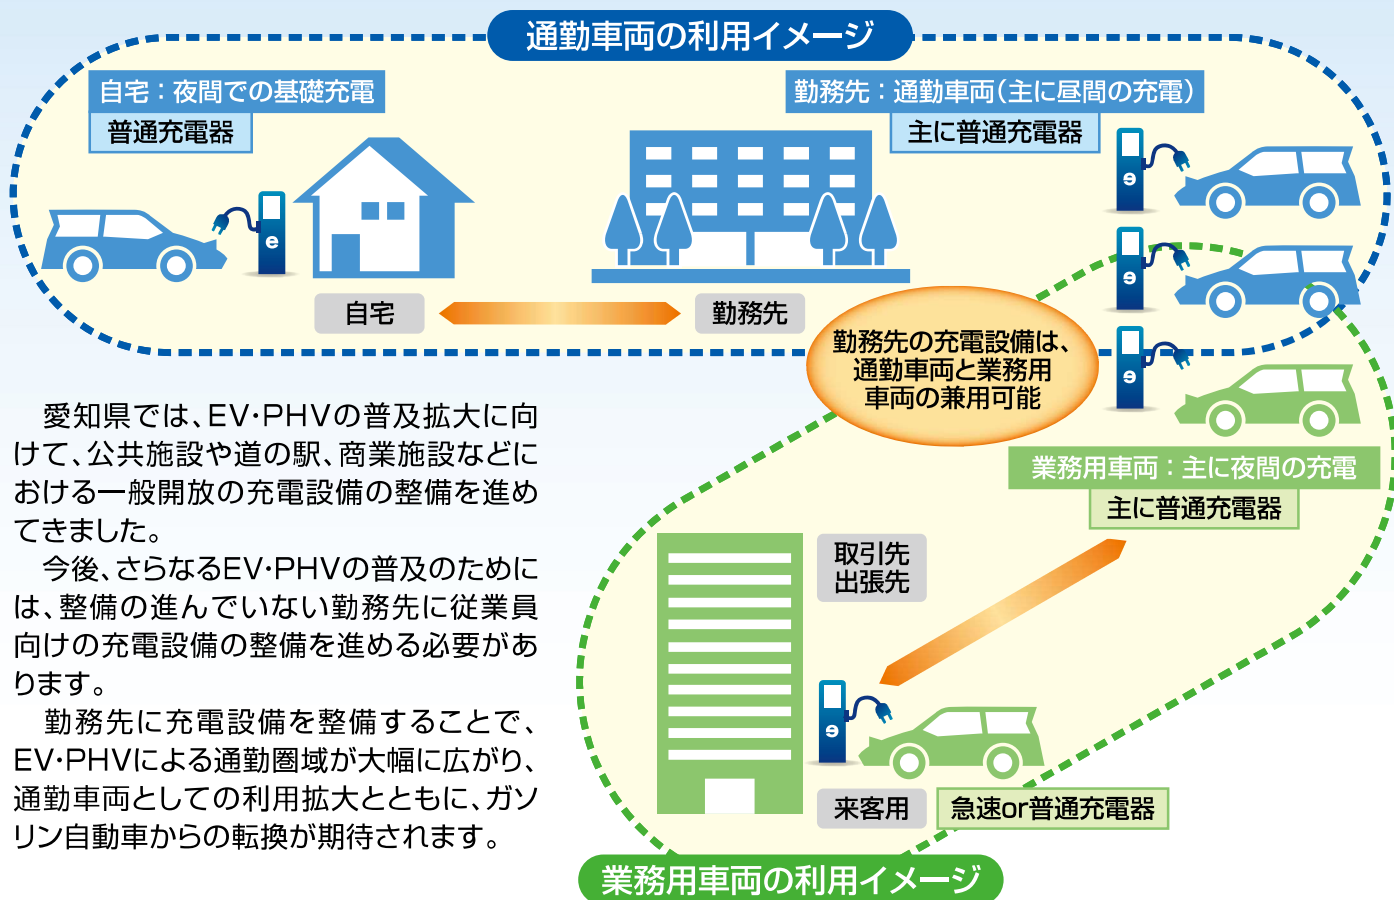 通勤車両の利用イメージ
自宅：夜間での基礎充電
普通充電器
勤務先：通勤車両（主に昼間の充電）
主に普通充電器
e
e
e
e
自宅
勤務先
勤務先の充電設備は、
通勤車両と業務用
車両の兼用可能
業務用車両：主に夜間の充電
主に普通充電器
　愛知県では、EV・PHVの普及拡大に向
けて、公共施設や道の駅、商業施設などに
おける一般開放の充電設備の整備を進め
てきました。
　今後、さらなるEV・PHVの普及のために
は、整備の進んでいない勤務先に従業員
向けの充電設備の整備を進める必要があ
ります。
　勤務先に充電設備を整備することで、
EV・PHVによる通勤圏域が大幅に広がり、
通勤車両としての利用拡大とともに、ガソ
リン自動車からの転換が期待されます。
取引先
出張先
e
来客用
急速or普通充電器
業務用車両の利用イメージ